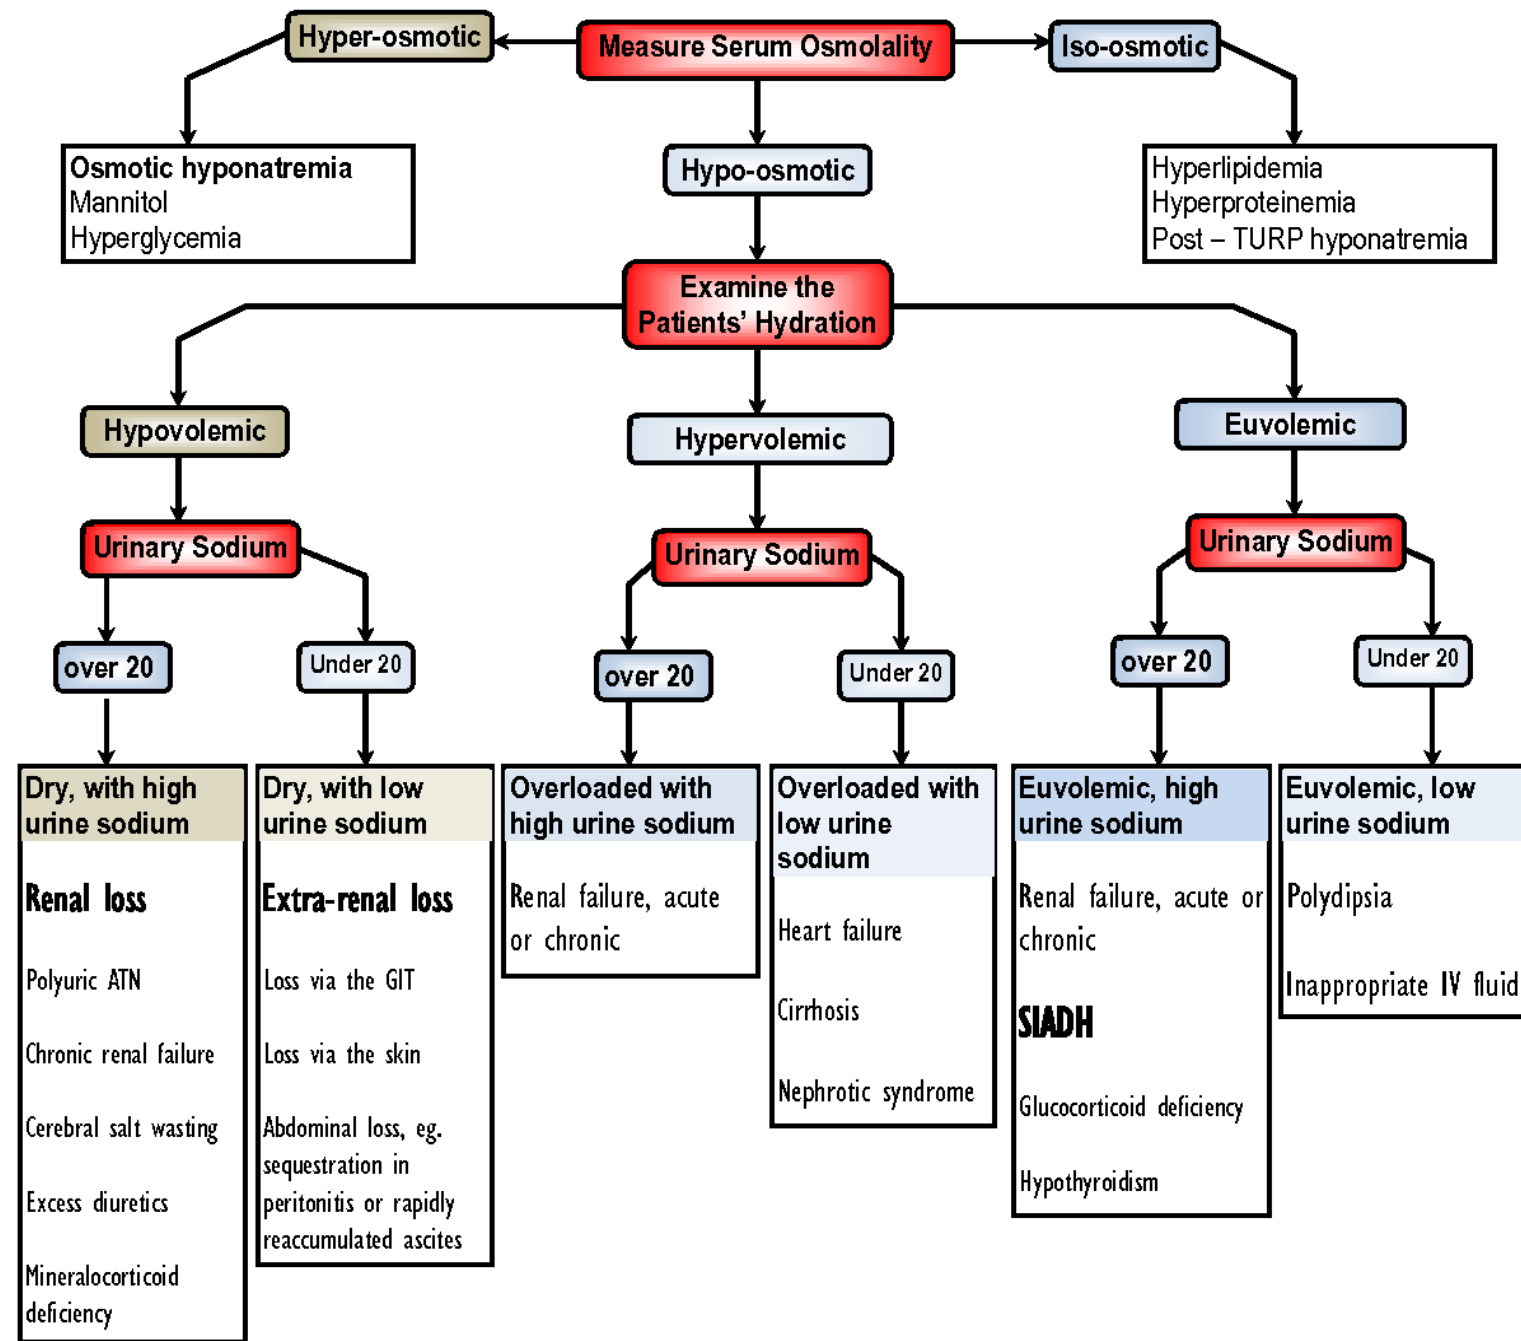 Hyper-osmotic
Measure Serum Osmolality
Iso-osmotic
Osmotic hyponatremia
Mannitol
Hyperglycemia
Hypo-osmotic
Hyperlipidemia
Hyperproteinemia
Post – TURP hyponatremia
Examine the
Patients’ Hydration
Hypovolemic
Hypervolemic
Euvolemic
Urinary Sodium
Urinary Sodium
Urinary Sodium
over 20
Under 20
over 20
Under 20
over 20
Under 20
Dry, with high
urine sodium
Renal loss
Polyuric ATN
Chronic renal failure
Cerebral salt wasting
Excess diuretics
Mineralocorticoid
deficiency
Dry, with low
urine sodium
Extra-renal loss
Loss via the GIT
Loss via the skin
Abdominal loss, eg.
sequestration in
peritonitis or rapidly
reaccumulated ascites
Overloaded with
high urine sodium
Renal failure, acute
or chronic
Overloaded with
low urine
sodium
Heart failure
Cirrhosis
Nephrotic syndrome
Euvolemic, high
urine sodium
Renal failure, acute or
chronic
SIADH
Glucocorticoid deficiency
Hypothyroidism
Euvolemic, low
urine sodium
Polydipsia
Inappropriate IV fluid